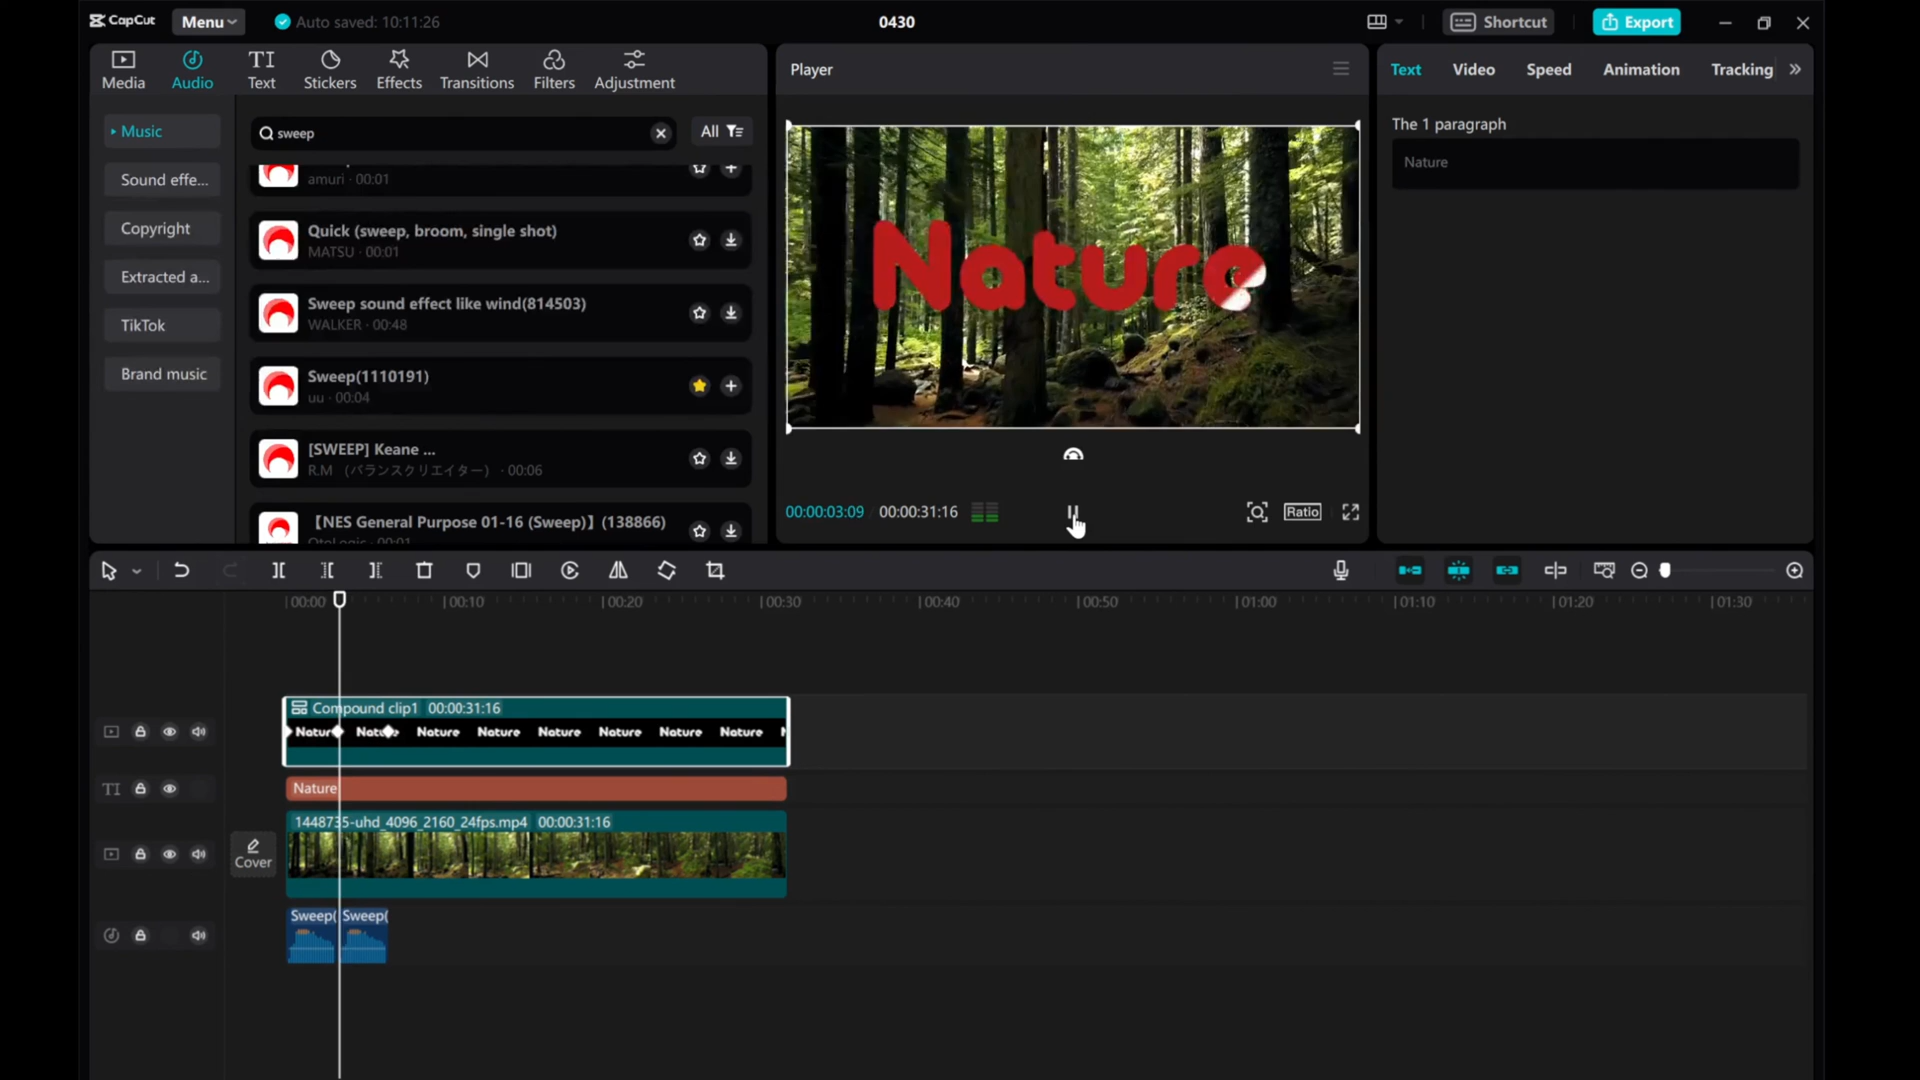 CapCut Menu Auto saved: 10:11:26 0430 Shortcut Export
Media Audio Text Stickers Effects Transitions Filters Adjustment
Music
Sound effe...
Copyright
Extracted a...
TikTok
Brand music
sweep
All
amuri · 00:01
Quick (sweep, broom, single shot)
MATSU · 00:01
Sweep sound effect like wind(814503)
WALKER · 00:48
Sweep(1110191)
uu · 00:04
[SWEEP] Keane ...
R.M （バランスクリエイター） · 00:06
【NES General Purpose 01-16 (Sweep)】(138866)
OtoLogic · 00:01
Player
Nature
00:00:03:09 00:00:31:16
Ratio
Text Video Speed Animation Tracking
The 1 paragraph
Nature
00:00 00:10 00:20 00:30 00:40 00:50 01:00 01:10 01:20 01:30
Compound clip1 00:00:31:16
Nature Nature Nature Nature Nature Nature Nature Nature
TI Nature
1448735-uhd_4096_2160_24fps.mp4 00:00:31:16
Cover
Sweep( Sweep(